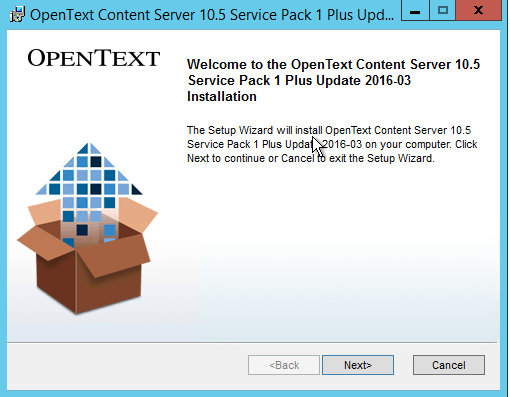 OpenText Content Server 10.5 Service Pack 1 Plus Upd...
OPENTEXT
Welcome to the OpenText Content Server 10.5
Service Pack 1 Plus Update 2016-03
Installation
The Setup Wizard will install OpenText Content Server 10.5
Service Pack 1 Plus Update 2016-03 on your computer. Click
Next to continue or Cancel to exit the Setup Wizard.
<Back
Next>
Cancel